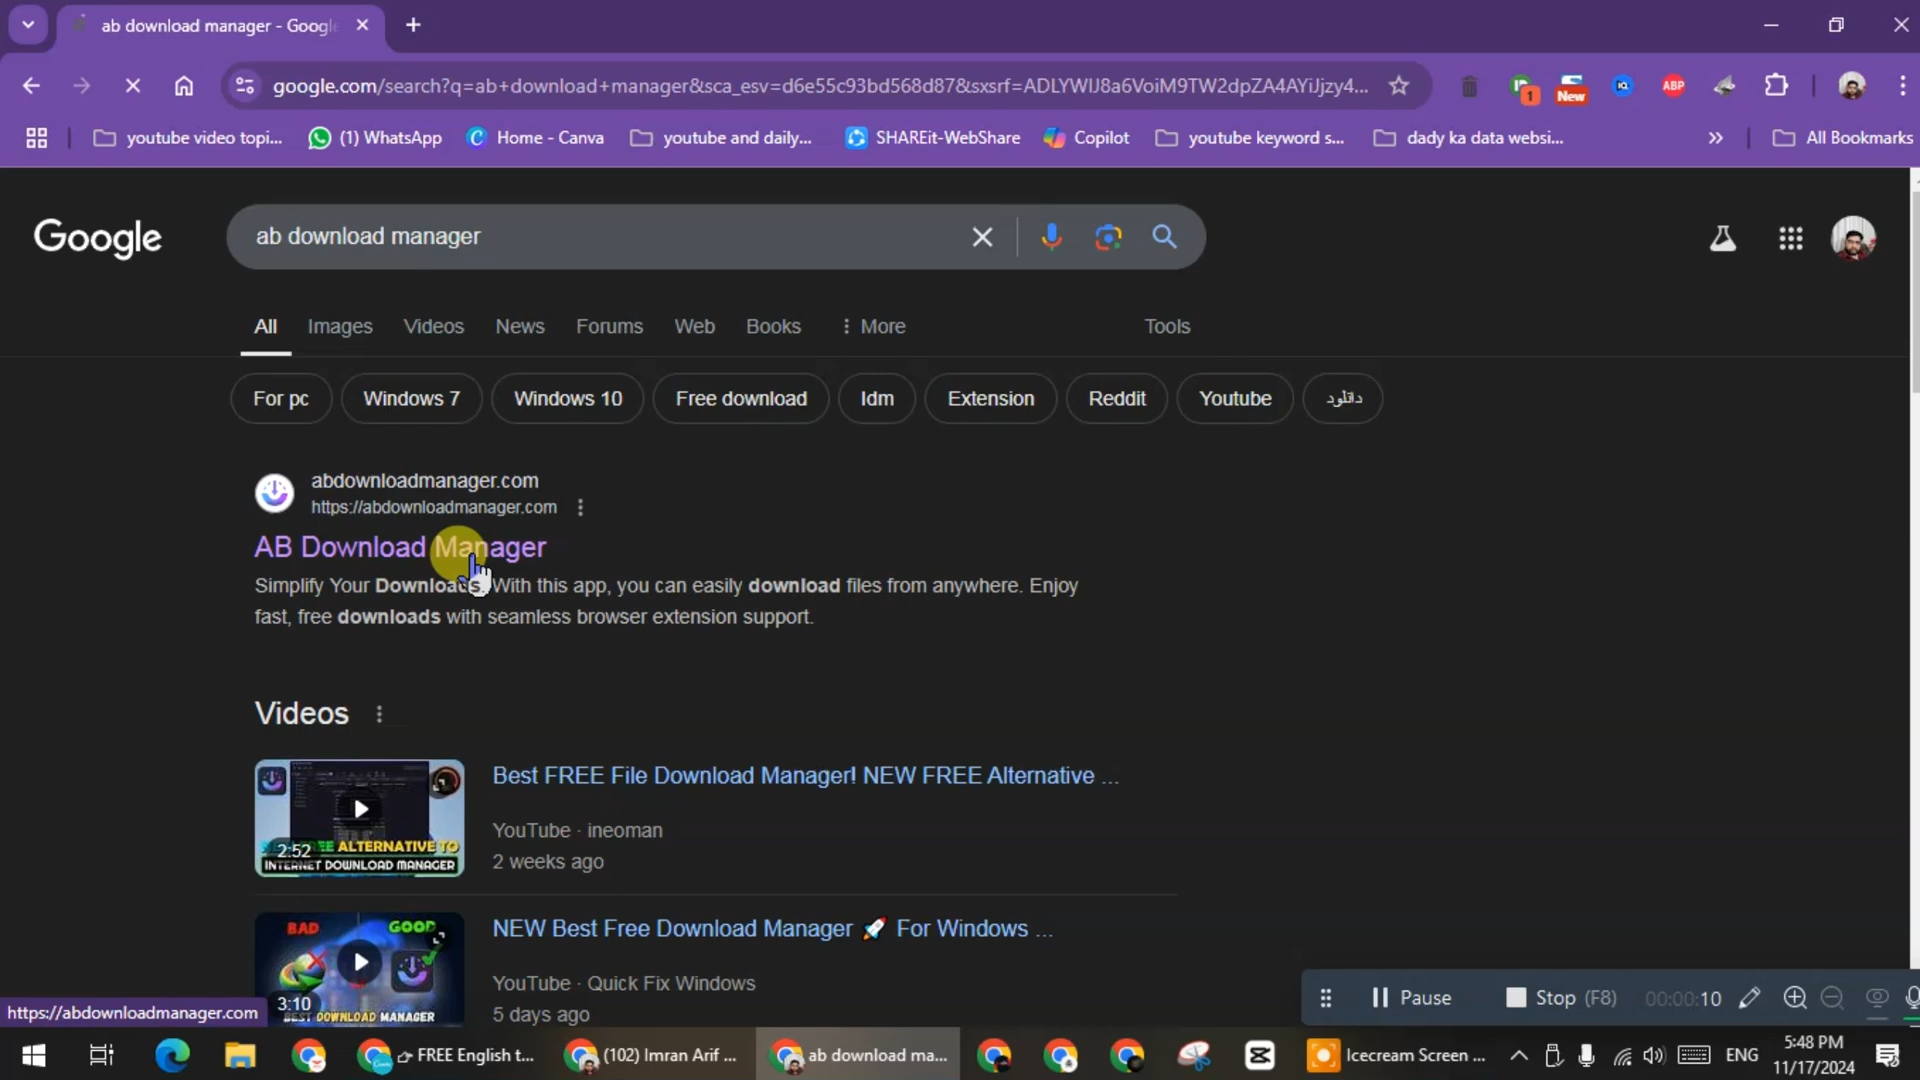 ab download manager - Google
google.com/search?q=ab+download+manager&sca_esv=d6e55c93bd568d87&sxsrf=ADLYWIJ8a6VoiM9TW2dpZA4AYiJjzy4...
1
New
ABP
youtube video topi...
(1) WhatsApp
Home - Canva
youtube and daily...
SHAREit-WebShare
Copilot
youtube keyword s...
dady ka data websi...
All Bookmarks
Google
ab download manager
All
Images
Videos
News
Forums
Web
Books
More
Tools
For pc
Windows 7
Windows 10
Free download
Idm
Extension
Reddit
Youtube
دانلود
abdownloadmanager.com
https://abdownloadmanager.com
AB Download Manager
Simplify Your Downloads. With this app, you can easily download files from anywhere. Enjoy
fast, free downloads with seamless browser extension support.
Videos
Best FREE File Download Manager! NEW FREE Alternative ...
YouTube · ineoman
2 weeks ago
2:52
FREE ALTERNATIVE TO
INTERNET DOWNLOAD MANAGER
NEW Best Free Download Manager 🚀 For Windows ...
YouTube · Quick Fix Windows
5 days ago
BAD
GOOD
3:10
BEST DOWNLOAD MANAGER
https://abdownloadmanager.com
Pause
Stop (F8)
00:00:10
FREE English t...
(102) Imran Arif ...
ab download ma...
Icecream Screen ...
ENG
5:48 PM
11/17/2024